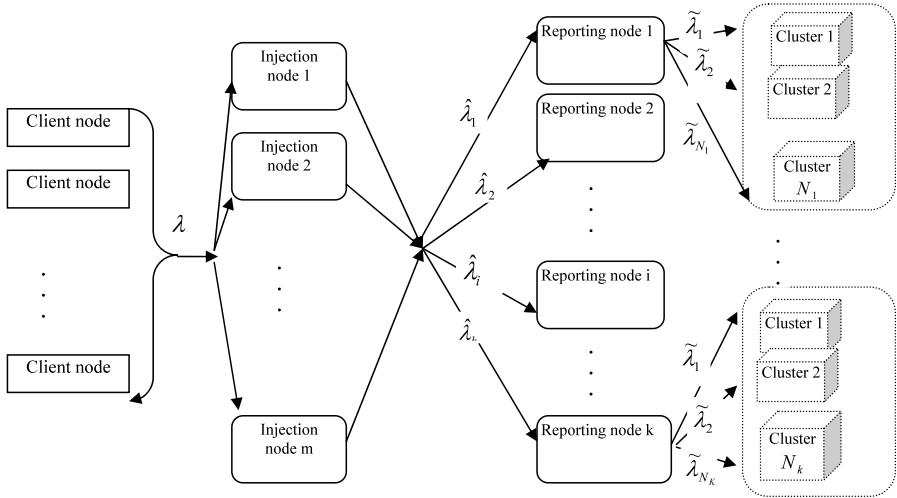 Client node
Client node
Client node
λ̂
Injection
node 1
Injection
node 2
Injection
node m
λ̂₁
λ̂₂
λ̂ᵢ
Reporting node 1
Reporting node 2
Reporting node i
Reporting node k
λ̃₁
λ̃₂
λ̃_{N₁}
Cluster 1
Cluster 2
Cluster
N₁
λ̃₁
λ̃₂
λ̃_{N_K}
Cluster 1
Cluster 2
Cluster
Nₖ